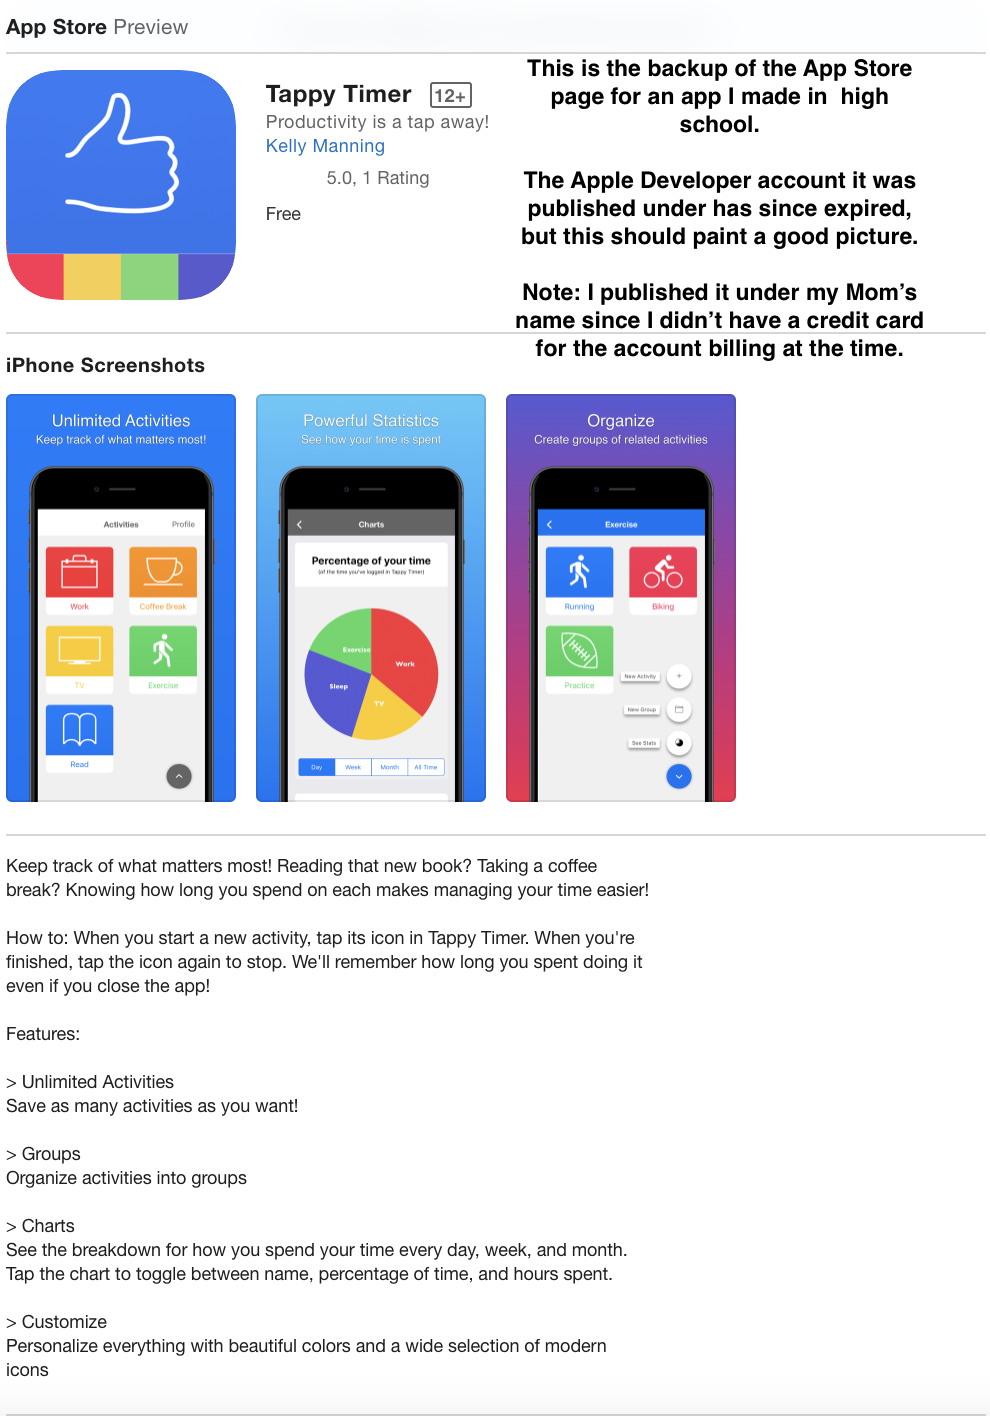 App Store Preview
Tappy Timer 12+
Productivity is a tap away!
Kelly Manning
5.0, 1 Rating
Free
This is the backup of the App Store
page for an app I made in high
school.
The Apple Developer account it was
published under has since expired,
but this should paint a good picture.
Note: I published it under my Mom's
name since I didn't have a credit card
for the account billing at the time.
iPhone Screenshots
Unlimited Activities
Keep track of what matters most!
Activities Profile
Work Coffee Break
TV Exercise
Read
Powerful Statistics
See how your time is spent
Charts
Percentage of your time
(of the time you've logged in Tappy Timer)
Exercise
Work
Sleep
TV
Day Week Month All Time
Organize
Create groups of related activities
Exercise
Running Biking
Practice
New Activity
New Group
See Stats
Keep track of what matters most! Reading that new book? Taking a coffee
break? Knowing how long you spend on each makes managing your time easier!
How to: When you start a new activity, tap its icon in Tappy Timer. When you're
finished, tap the icon again to stop. We'll remember how long you spent doing it
even if you close the app!
Features:
> Unlimited Activities
Save as many activities as you want!
> Groups
Organize activities into groups
> Charts
See the breakdown for how you spend your time every day, week, and month.
Tap the chart to toggle between name, percentage of time, and hours spent.
> Customize
Personalize everything with beautiful colors and a wide selection of modern
icons